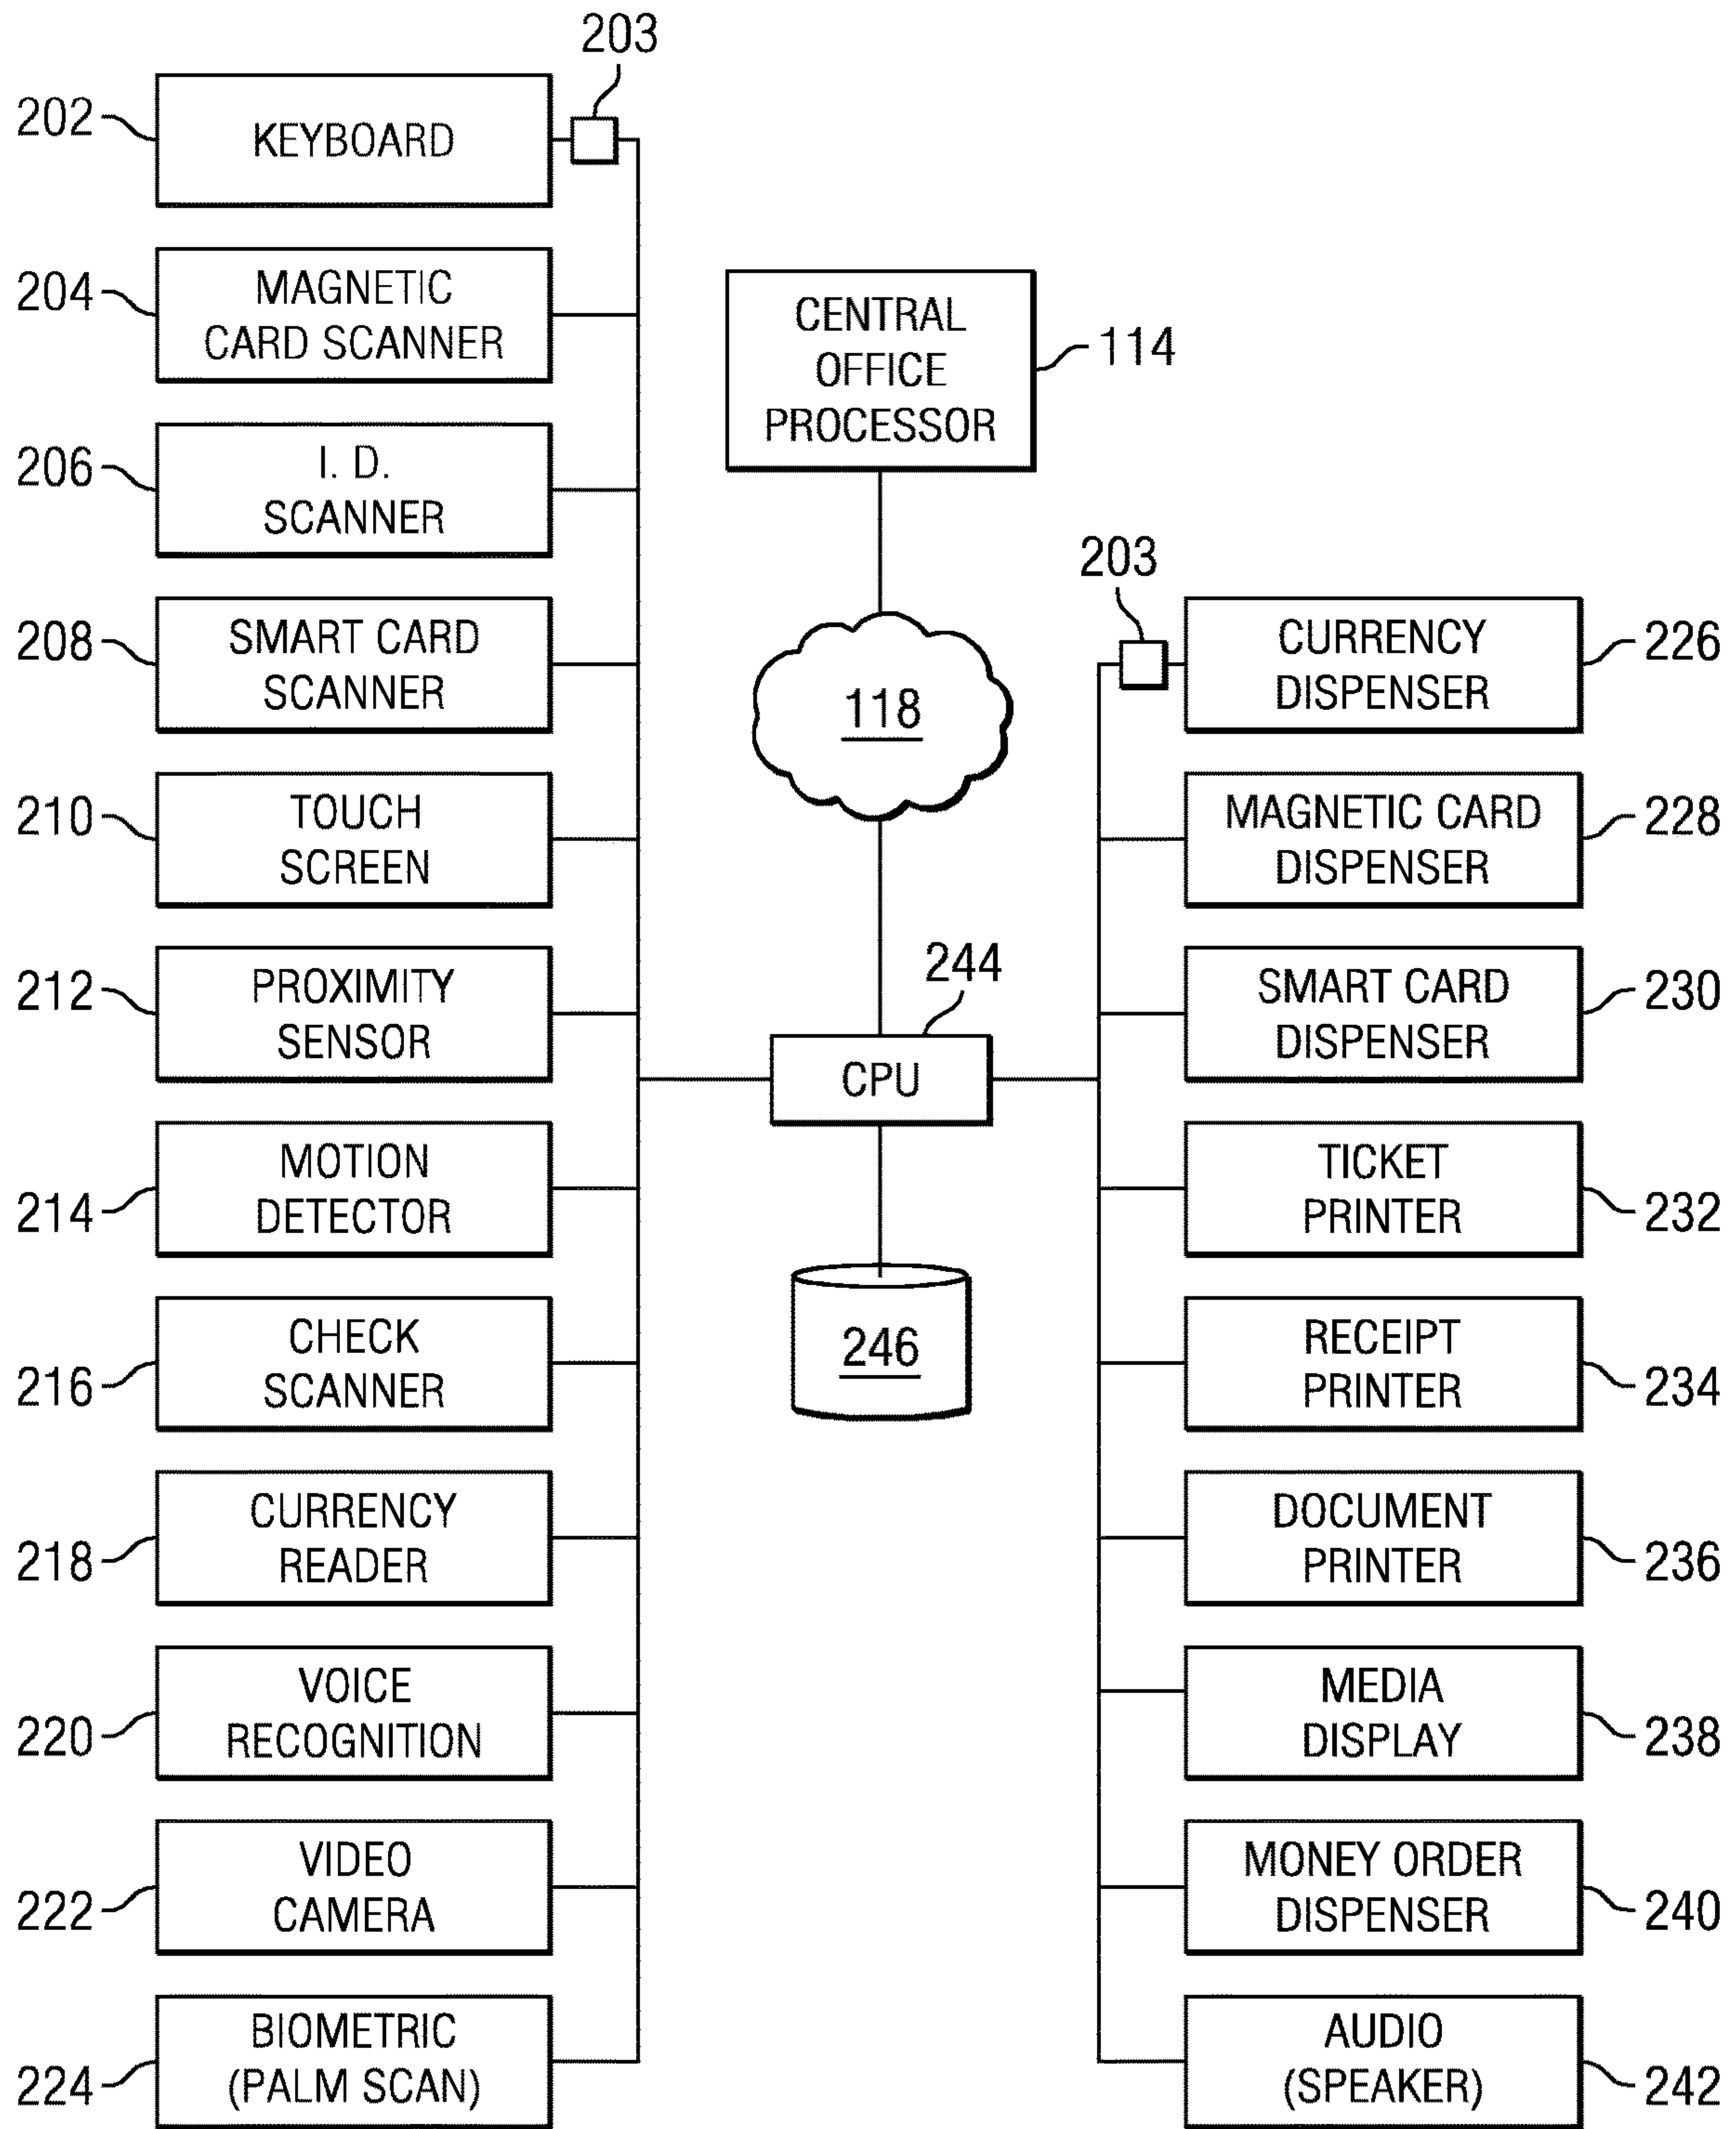 203
202
KEYBOARD
204
MAGNETIC
CARD SCANNER
206
I. D.
SCANNER
208
SMART CARD
SCANNER
210
TOUCH
SCREEN
212
PROXIMITY
SENSOR
214
MOTION
DETECTOR
216
CHECK
SCANNER
218
CURRENCY
READER
220
VOICE
RECOGNITION
222
VIDEO
CAMERA
224
BIOMETRIC
(PALM SCAN)
CENTRAL
OFFICE
PROCESSOR
114
118
244
CPU
246
203
CURRENCY
DISPENSER
226
MAGNETIC CARD
DISPENSER
228
SMART CARD
DISPENSER
230
TICKET
PRINTER
232
RECEIPT
PRINTER
234
DOCUMENT
PRINTER
236
MEDIA
DISPLAY
238
MONEY ORDER
DISPENSER
240
AUDIO
(SPEAKER)
242